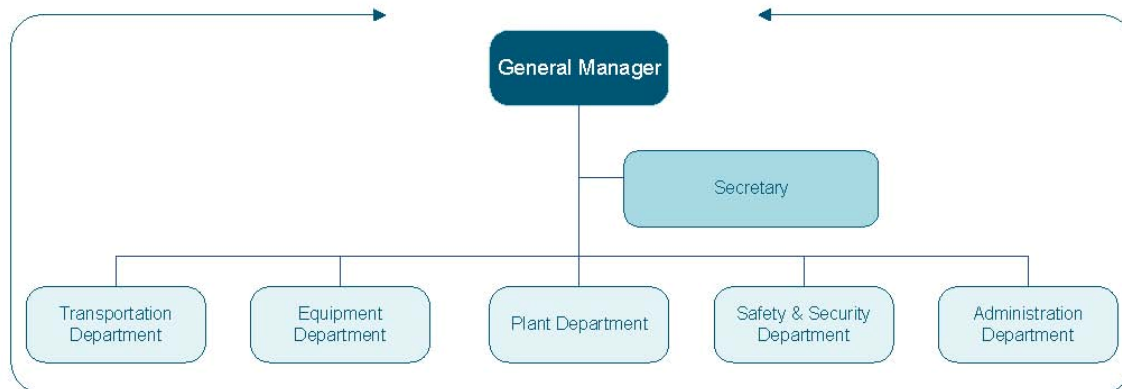 General Manager
Secretary
Transportation
Department
Equipment
Department
Plant Department
Safety & Security
Department
Administration
Department